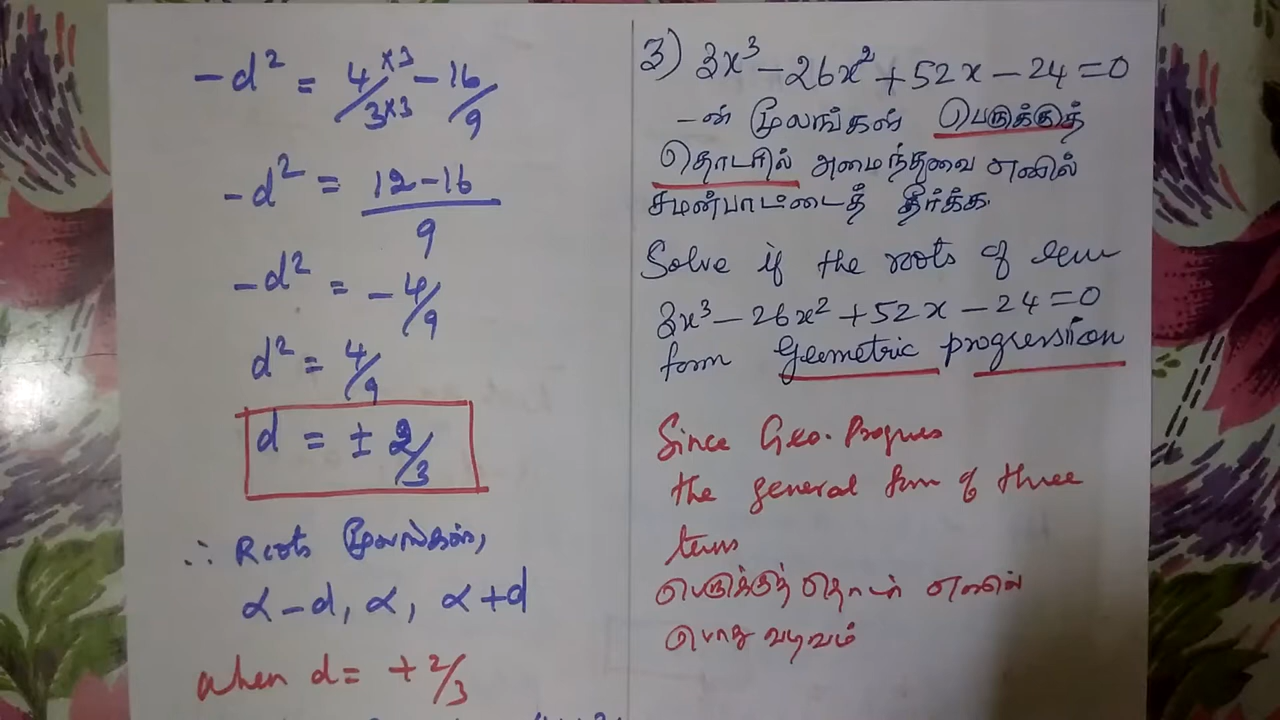 -d² = 4/3 ×3 ×3 - 16/9
-d² = 12-16/9
-d² = -4/9
d² = 4/9
d = ± 2/3
∴ Roots மூலங்கள்,
α-d, α, α+d
when d = +2/3
3) 3x³-26x²+52x-24=0
-ன் மூலங்கள் பெருக்குத்
தொடரில் அமைந்தவை எனில்
சமன்பாட்டைத் தீர்க்க.
Solve if the roots of
3x³-26x²+52x-24=0
form Geometric progression
Since Geo. Progres
the general form of three
terms
பெருக்குத் தொடர் எனில்
பொது வடிவம்